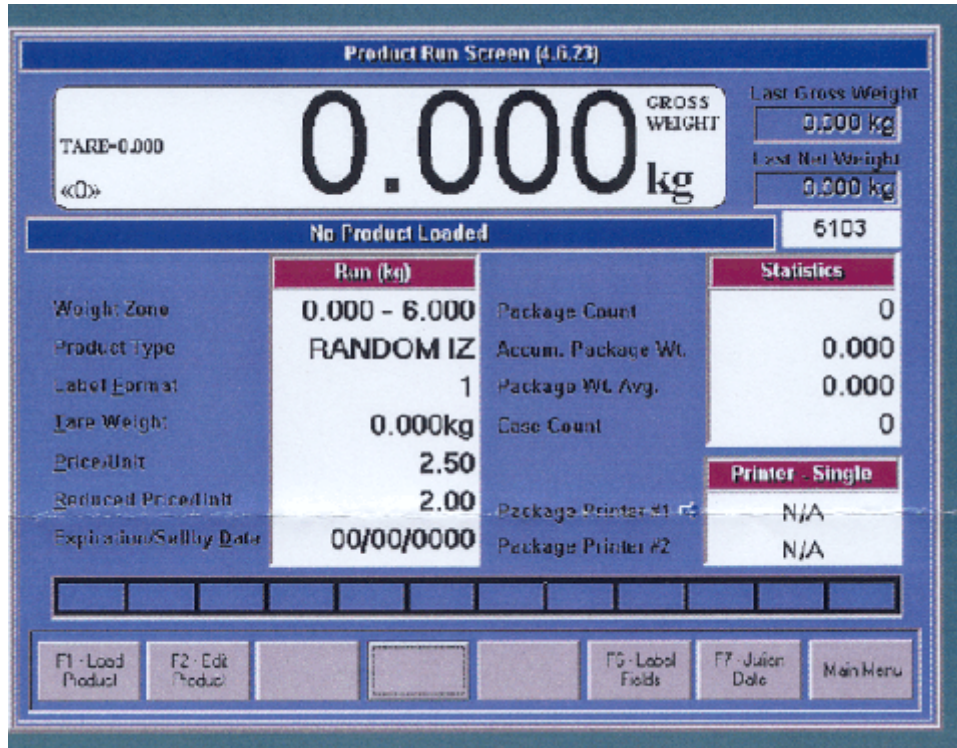 Product Run Screen (4.6.23)
TARE=0.000
«0»
0.000 kg
GROSS
WEIGHT
Last Gross Weight
0.000 kg
Last Net Weight
0.000 kg
No Product Loaded
6103
Run (kg)
Weight Zone 0.000 - 6.000
Product Type RANDOM IZ
Label Format 1
Tare Weight 0.000kg
Price/Unit 2.50
Reduced Price/Unit 2.00
Expiration/Sellby Date 00/00/0000
Statistics
Package Count 0
Accum. Package Wt. 0.000
Package Wt. Avg. 0.000
Case Count 0
Printer - Single
Package Printer #1 N/A
Package Printer #2 N/A
F1 - Load
Product
F2 - Edit
Product
F6 - Label
Fields
F7 - Julian
Date
Main Menu